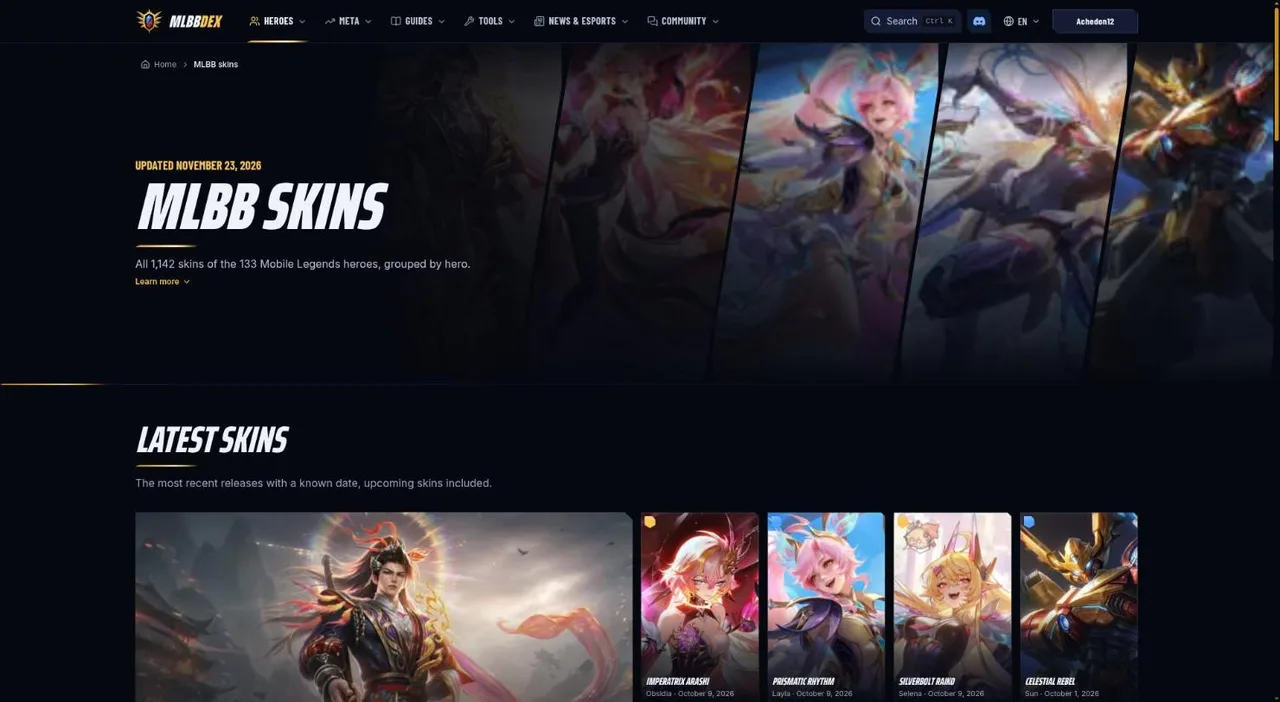 MLBBDEX
HEROES
META
GUIDES
TOOLS
NEWS & ESPORTS
COMMUNITY
Search Ctrl K
EN
Achedon12
Home > MLBB skins
UPDATED NOVEMBER 23, 2026
MLBB SKINS
All 1,142 skins of the 133 Mobile Legends heroes, grouped by hero.
Learn more
LATEST SKINS
The most recent releases with a known date, upcoming skins included.
IMPERATRIX ARASHI
Obsidia · October 9, 2026
PRISMATIC RHYTHM
Layla · October 9, 2026
SILVERBOLT RAIKO
Selena · October 9, 2026
CELESTIAL REBEL
Sun · October 1, 2026